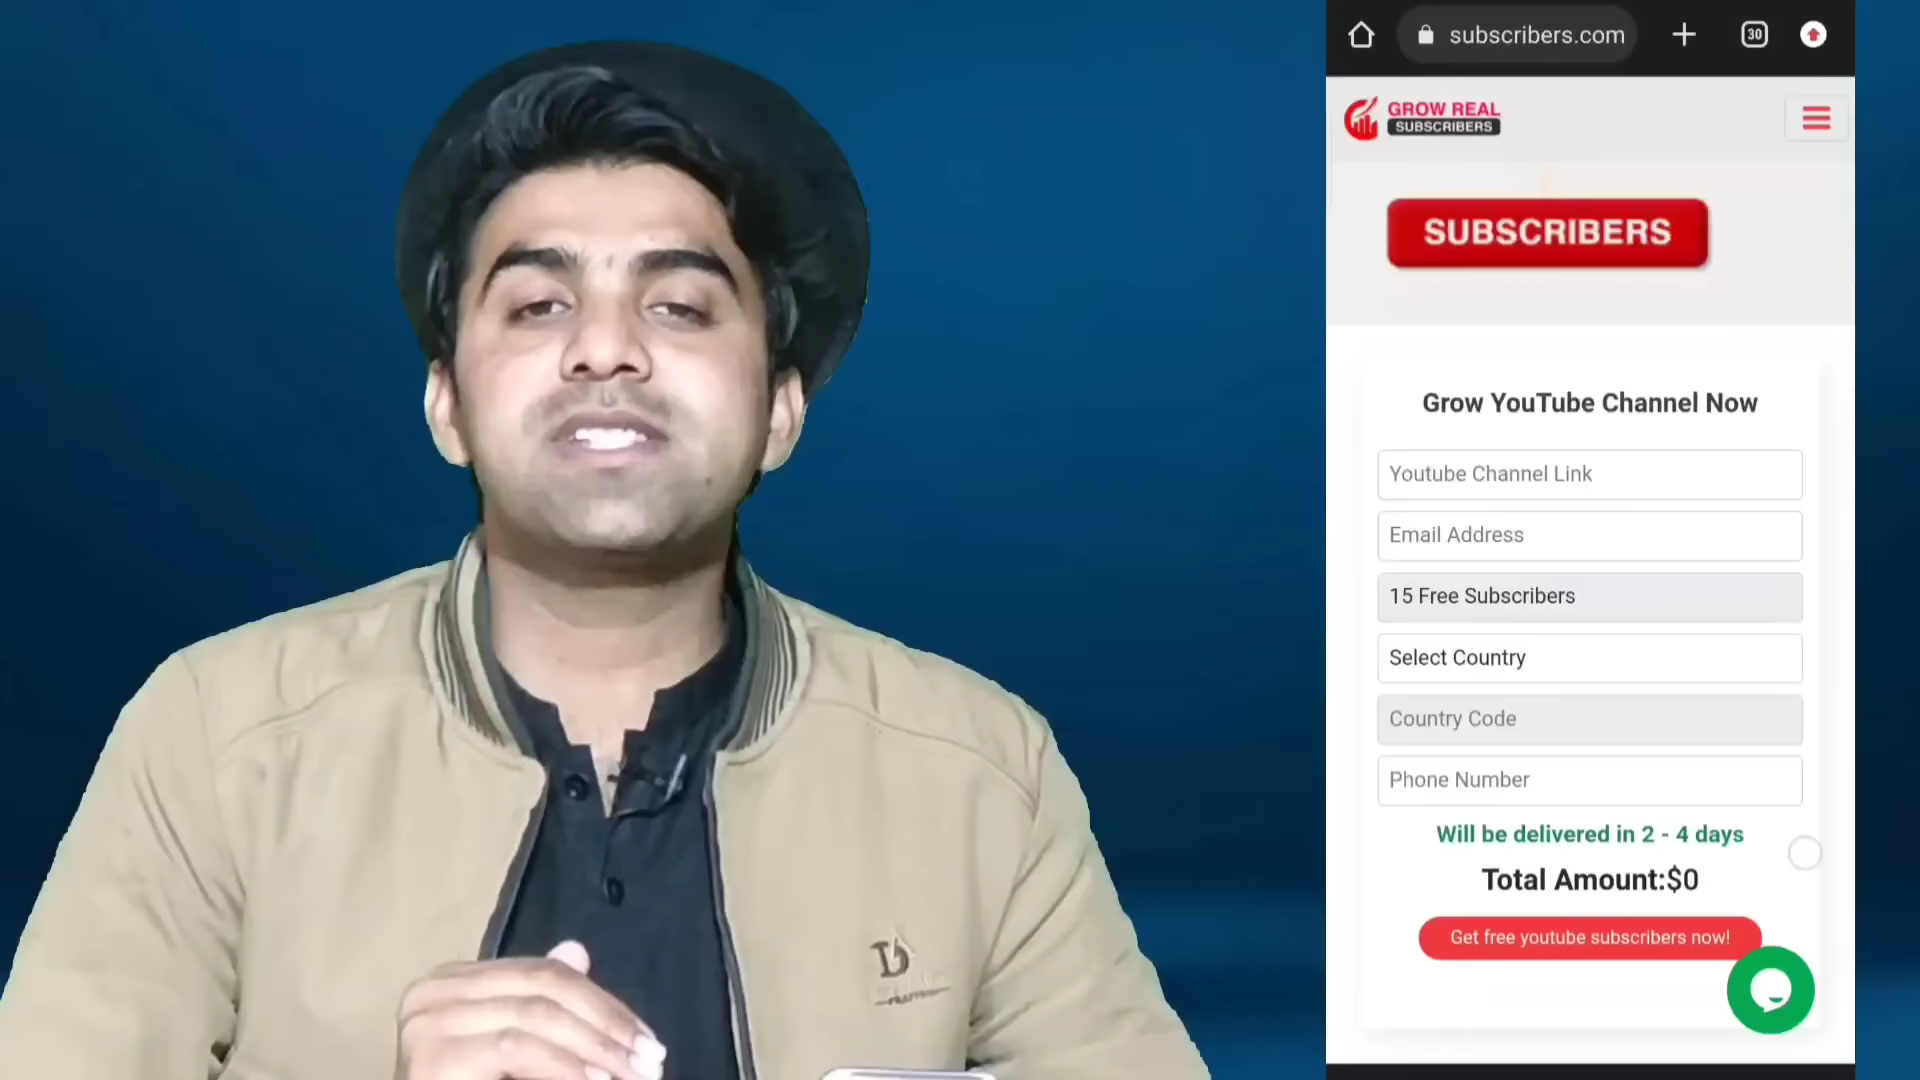 30
subscribers.com
GROW REAL
SUBSCRIBERS
SUBSCRIBERS
Grow YouTube Channel Now
Youtube Channel Link
Email Address
15 Free Subscribers
Select Country
Country Code
Phone Number
Will be delivered in 2 - 4 days
Total Amount:$0
Get free youtube subscribers now!